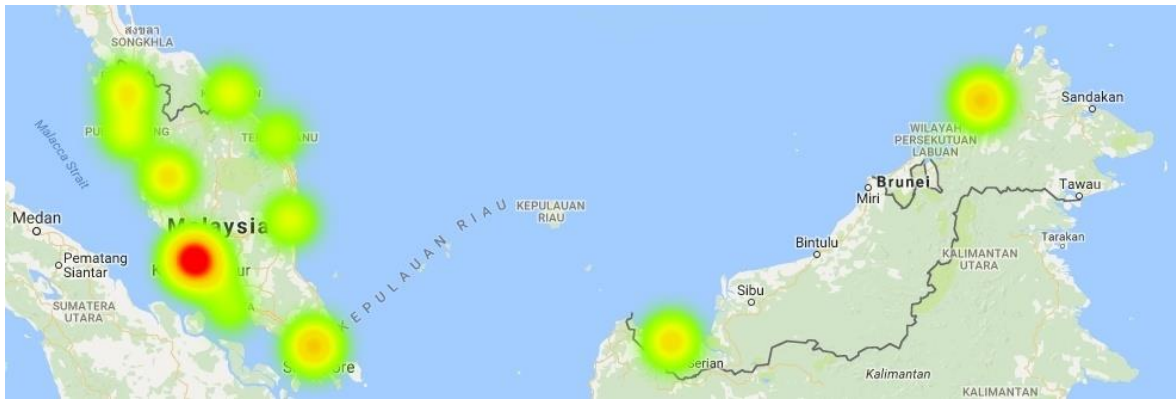 สงขลา
SONGKHLA
Malacca Strait
Malaysia
Medan
Pematang
Siantar
SUMATERA
UTARA
KEPULAUAN RIAU
KEPULAUAN
RIAU
WILAYAH
PERSEKUTUAN
LABUAN
Sandakan
Brunei
Miri
Tawau
Bintulu
Tarakan
KALIMANTAN
UTARA
Sibu
Serian
Kalimantan
KALIMANTAN